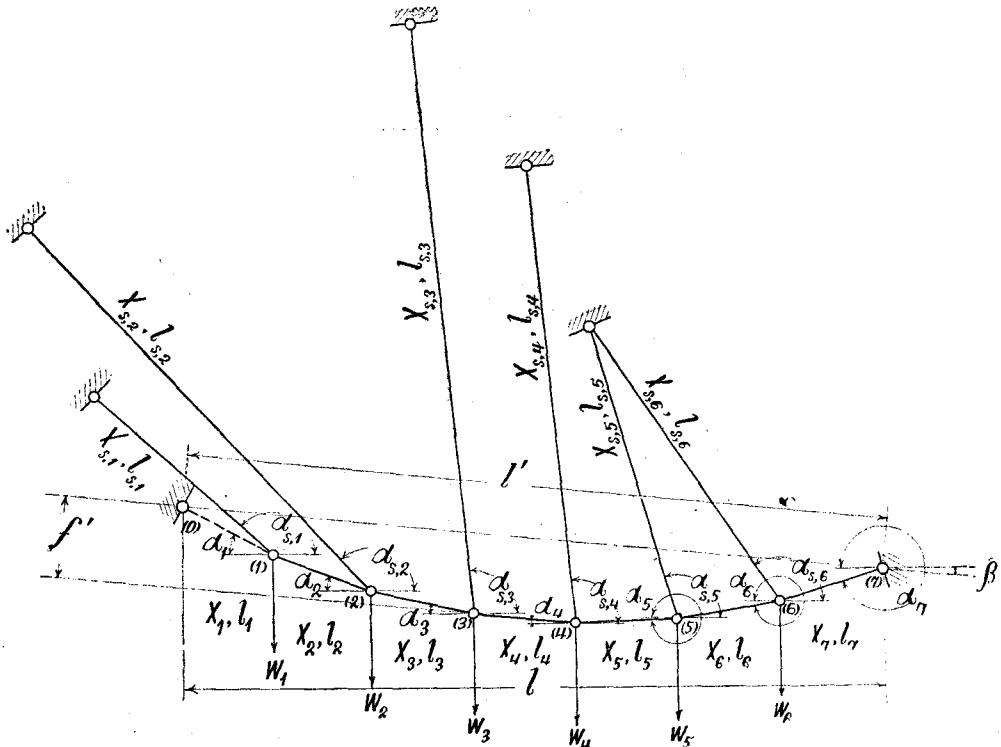 X_{s,3}, l_{s,3}
X_{s,4}, l_{s,4}
X_{s,2}, l_{s,2}
X_{s,5}, l_{s,5}
X_{s,6}, l_{s,6}
X_{s,1}, l_{s,1}
l'
f'
(0)
α_1
α_{s,1}
(1)
α_2
α_{s,2}
(2)
α_3
α_{s,3}
(3)
α_4
α_{s,4}
(4)
α_5
α_{s,5}
(5)
α_6
α_{s,6}
(6)
(7)
α_7
β
X_1, l_1
X_2, l_2
X_3, l_3
X_4, l_4
X_5, l_5
X_6, l_6
X_7, l_7
l
W_1
W_2
W_3
W_4
W_5
W_6